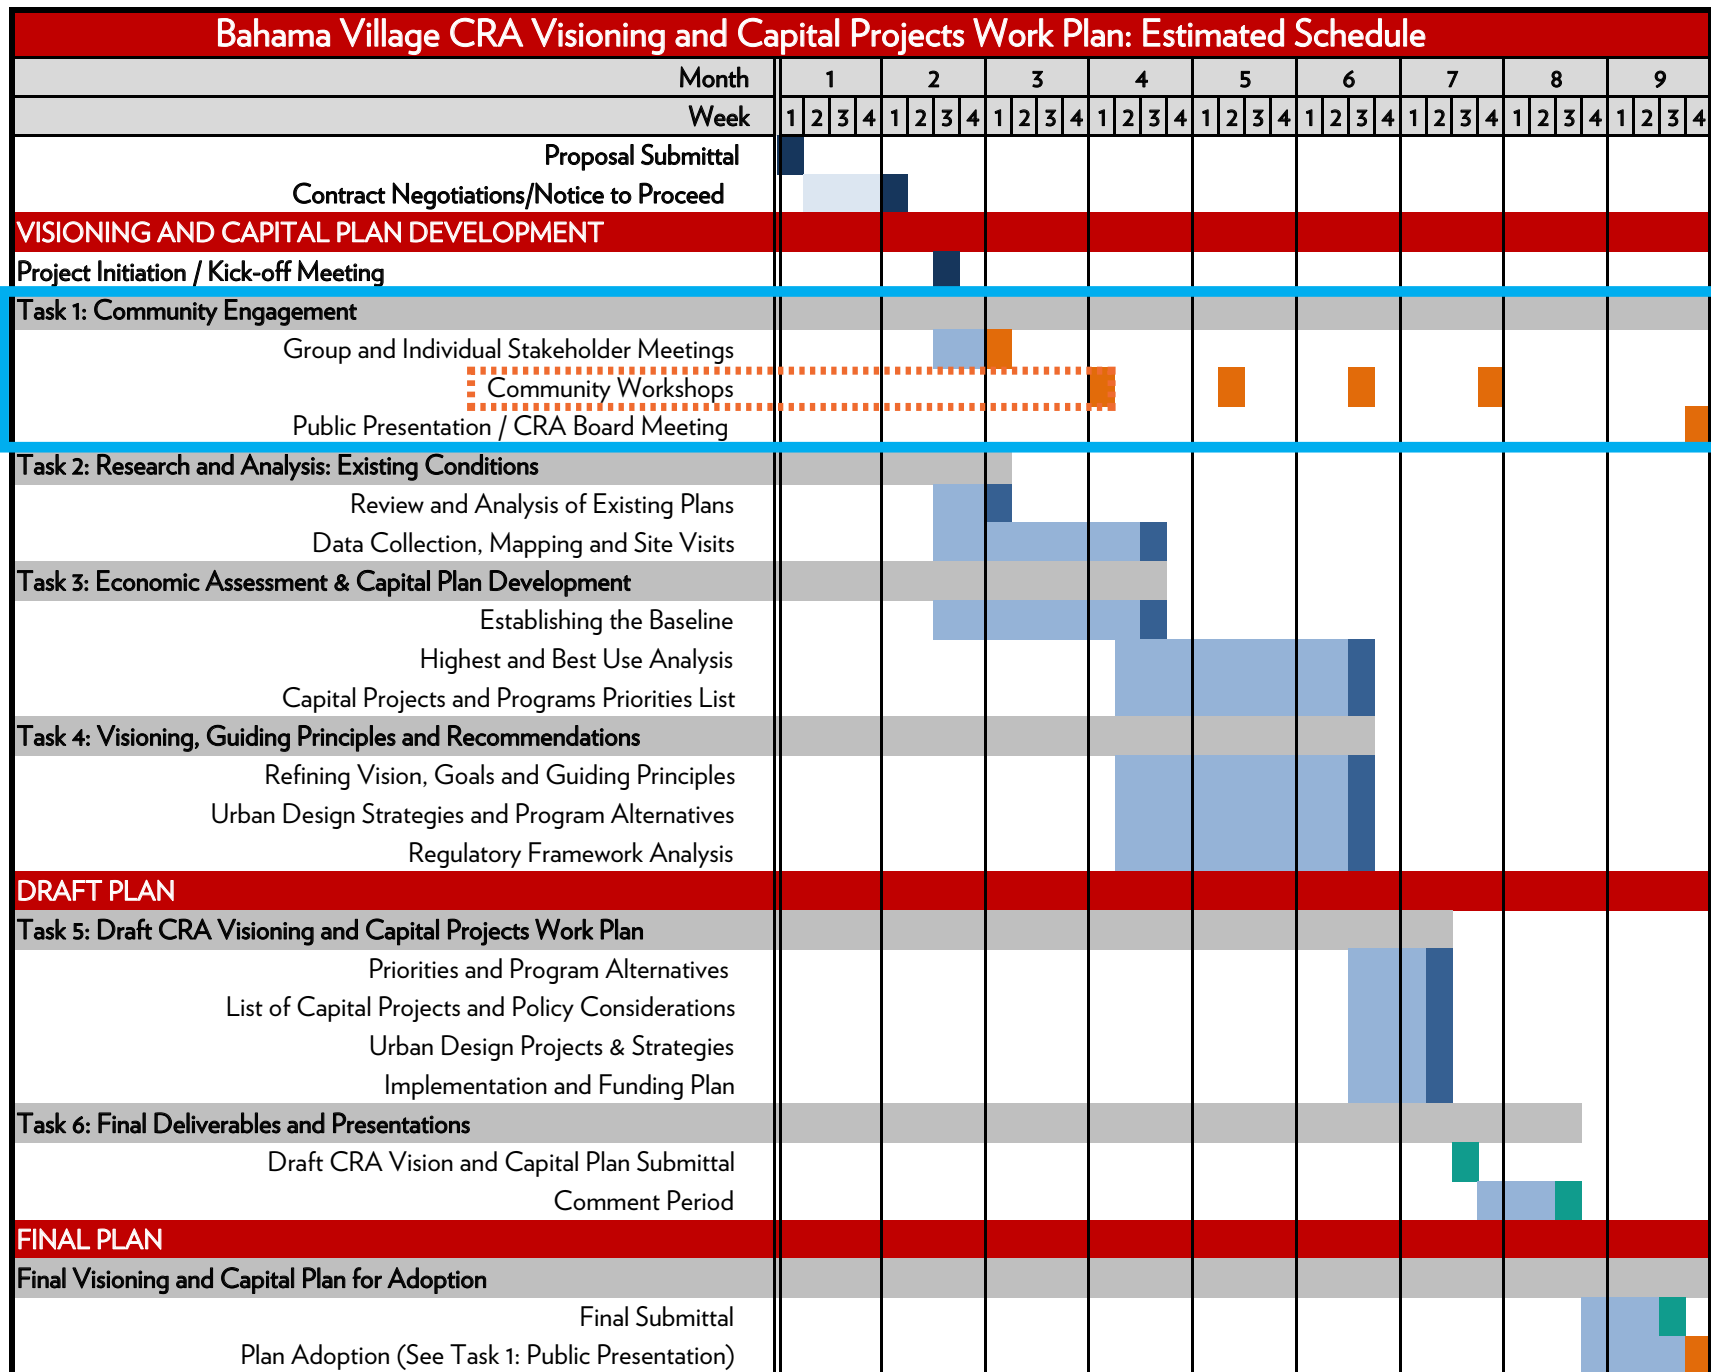 Bahama Village CRA Visioning and Capital Projects Work Plan: Estimated Schedule
Month 1 2 3 4 5 6 7 8 9
Week 1 2 3 4 1 2 3 4 1 2 3 4 1 2 3 4 1 2 3 4 1 2 3 4 1 2 3 4 1 2 3 4 1 2 3 4
Proposal Submittal
Contract Negotiations/Notice to Proceed
VISIONING AND CAPITAL PLAN DEVELOPMENT
Project Initiation / Kick-off Meeting
Task 1: Community Engagement
Group and Individual Stakeholder Meetings
Community Workshops
Public Presentation / CRA Board Meeting
Task 2: Research and Analysis: Existing Conditions
Review and Analysis of Existing Plans
Data Collection, Mapping and Site Visits
Task 3: Economic Assessment & Capital Plan Development
Establishing the Baseline
Highest and Best Use Analysis
Capital Projects and Programs Priorities List
Task 4: Visioning, Guiding Principles and Recommendations
Refining Vision, Goals and Guiding Principles
Urban Design Strategies and Program Alternatives
Regulatory Framework Analysis
DRAFT PLAN
Task 5: Draft CRA Visioning and Capital Projects Work Plan
Priorities and Program Alternatives
List of Capital Projects and Policy Considerations
Urban Design Projects & Strategies
Implementation and Funding Plan
Task 6: Final Deliverables and Presentations
Draft CRA Vision and Capital Plan Submittal
Comment Period
FINAL PLAN
Final Visioning and Capital Plan for Adoption
Final Submittal
Plan Adoption (See Task 1: Public Presentation)